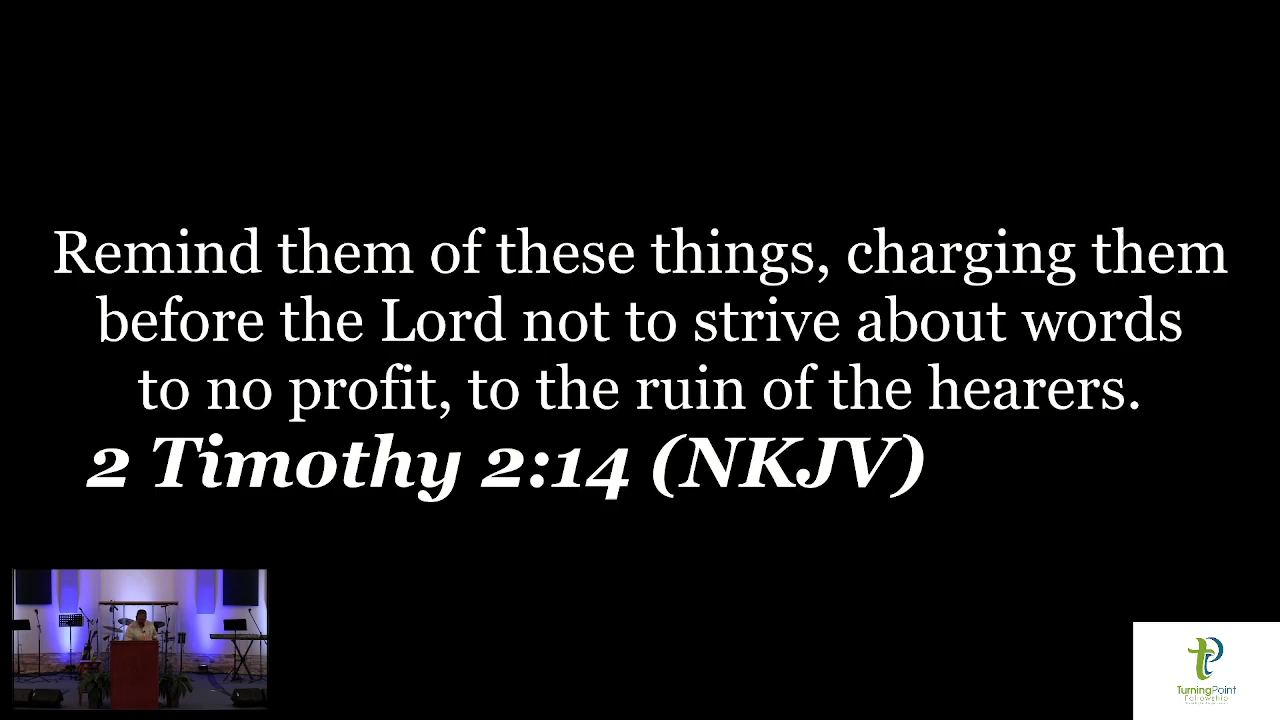 Remind them of these things, charging them
before the Lord not to strive about words
to no profit, to the ruin of the hearers.
2 Timothy 2:14 (NKJV)
TurningPoint
Fellowship